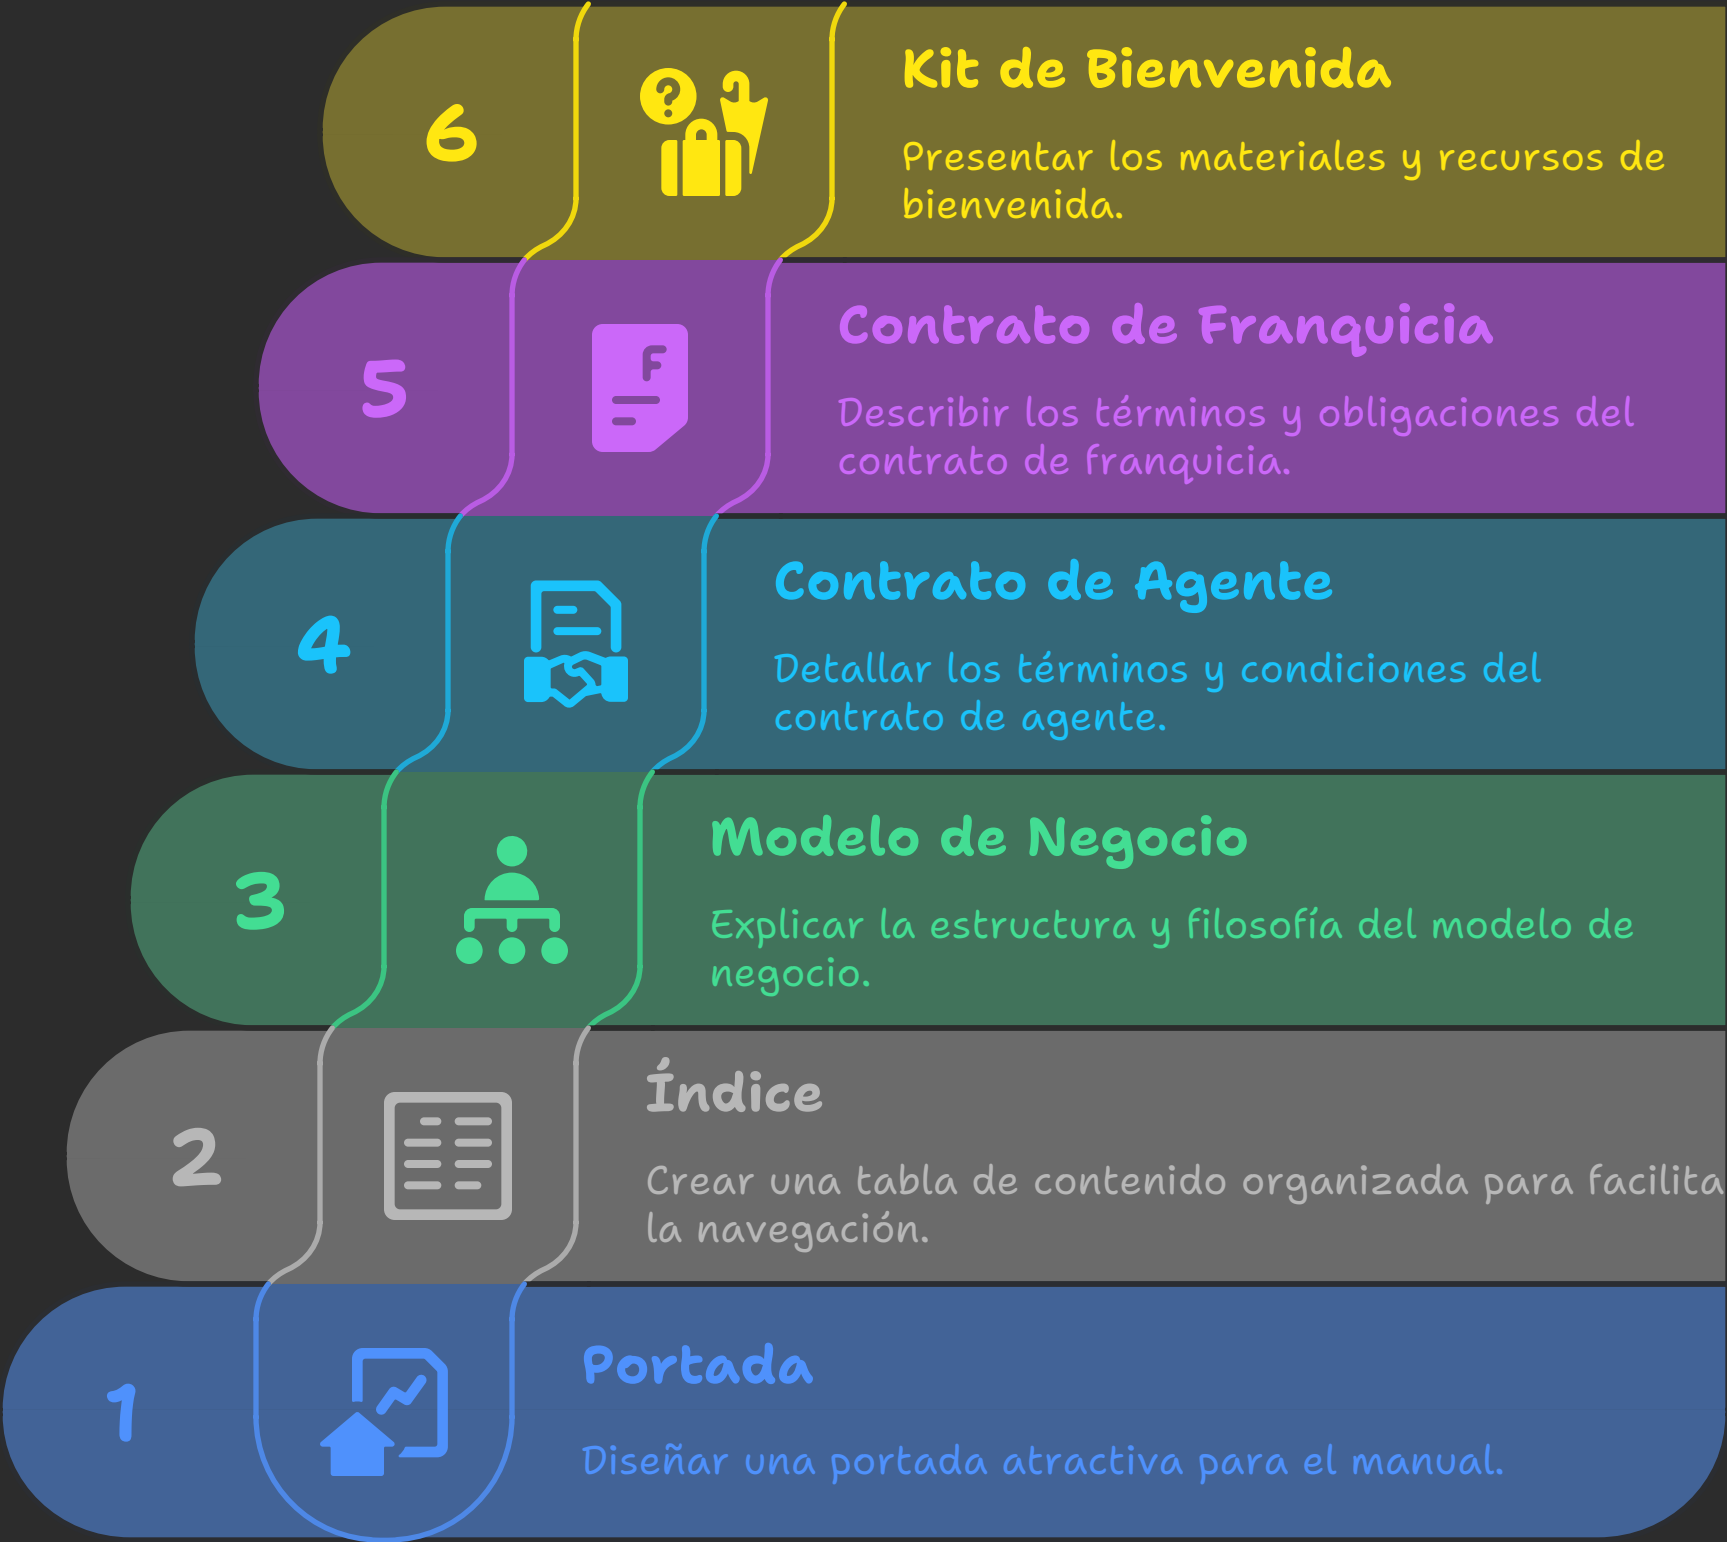 6
?
Kit de Bienvenida
Presentar los materiales y recursos de
bienvenida.
5
F
Contrato de Franquicia
Describir los términos y obligaciones del
contrato de franquicia.
4
Contrato de Agente
Detallar los términos y condiciones del
contrato de agente.
3
Modelo de Negocio
Explicar la estructura y filosofía del modelo de
negocio.
2
Índice
Crear una tabla de contenido organizada para facilita
la navegación.
1
Portada
Diseñar una portada atractiva para el manual.